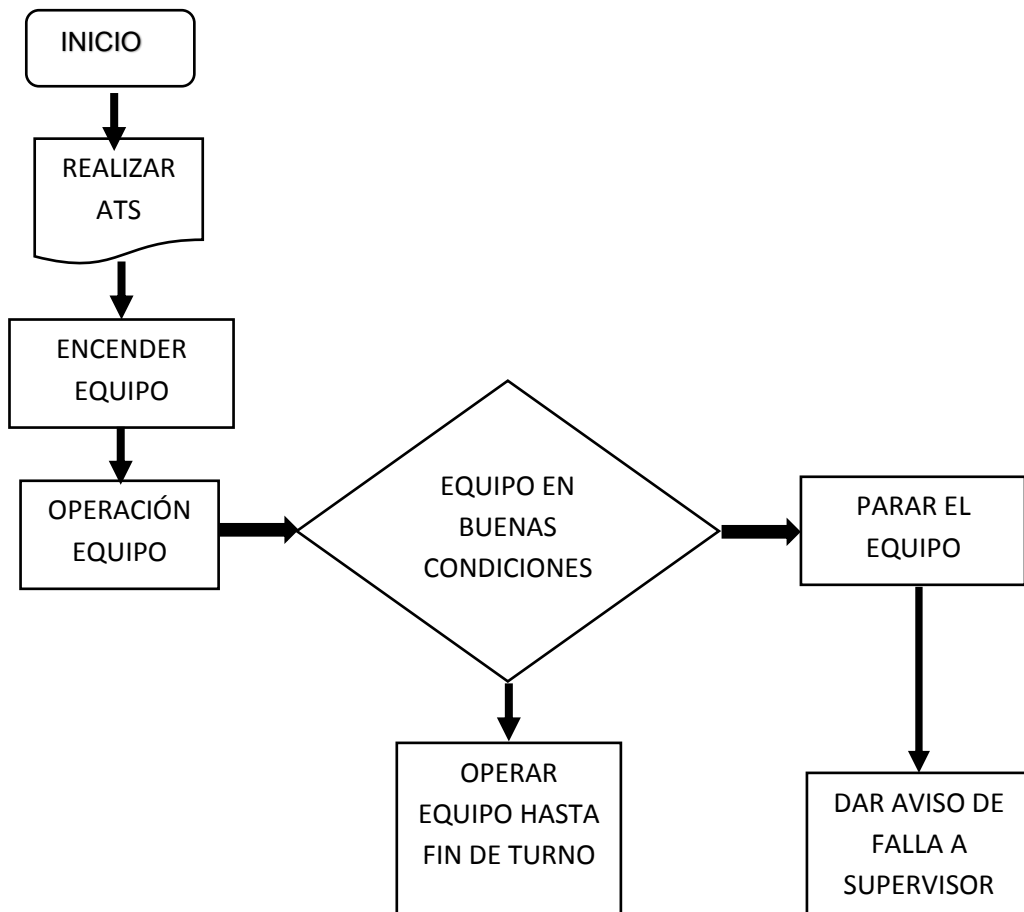 INICIO
REALIZAR
ATS
ENCENDER
EQUIPO
OPERACIÓN
EQUIPO
EQUIPO EN
BUENAS
CONDICIONES
PARAR EL
EQUIPO
OPERAR
EQUIPO HASTA
FIN DE TURNO
DAR AVISO DE
FALLA A
SUPERVISOR